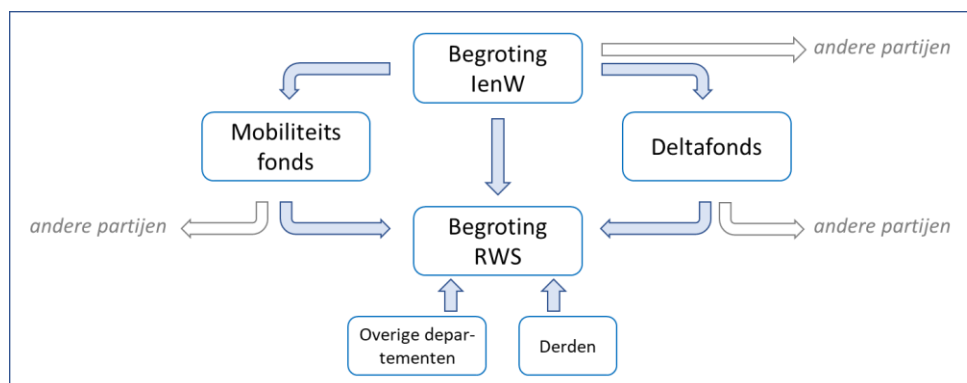 Begroting
IenW
andere partijen
Mobiliteits
fonds
Deltafonds
andere partijen
Begroting
RWS
andere partijen
Overige depar-
tementen
Derden